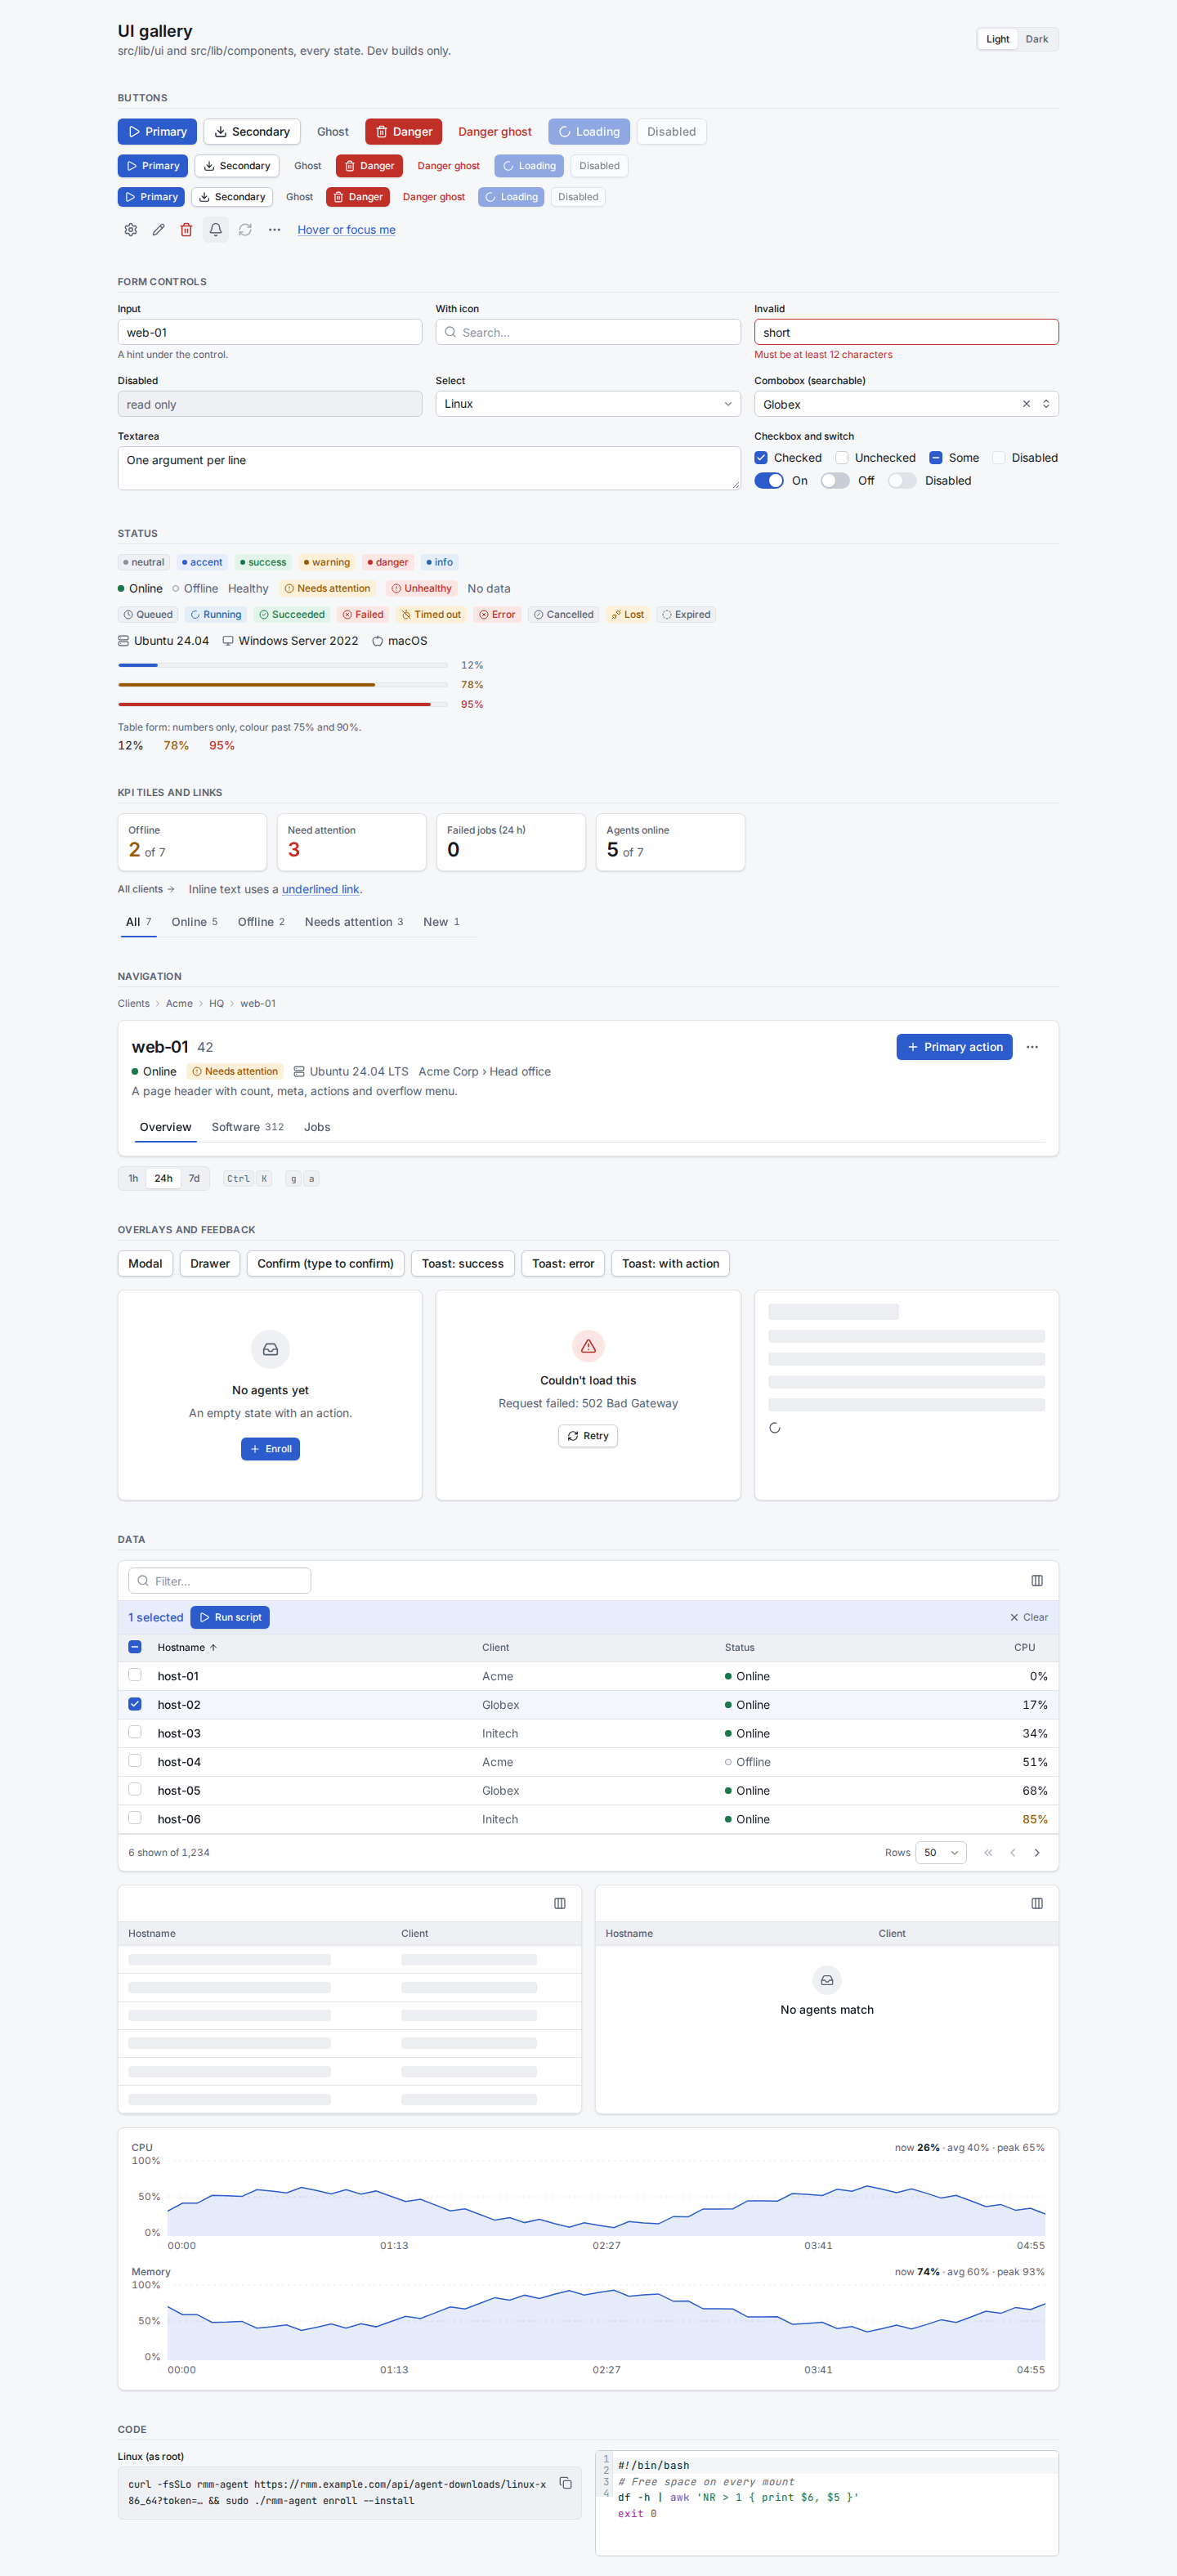 UI gallery
src/lib/ui and src/lib/components, every state. Dev builds only.
Light Dark
BUTTONS
Primary Secondary Ghost Danger Danger ghost Loading Disabled
Primary Secondary Ghost Danger Danger ghost Loading Disabled
Primary Secondary Ghost Danger Danger ghost Loading Disabled
Hover or focus me
FORM CONTROLS
Input With icon Invalid
web-01 Search... short
A hint under the control. Must be at least 12 characters
Disabled Select Combobox (searchable)
read only Linux Globex
Textarea Checkbox and switch
One argument per line Checked Unchecked Some Disabled
On Off Disabled
STATUS
neutral accent success warning danger info
Online Offline Healthy Needs attention Unhealthy No data
Queued Running Succeeded Failed Timed out Error Cancelled Lost Expired
Ubuntu 24.04 Windows Server 2022 macOS
12%
78%
95%
Table form: numbers only, colour past 75% and 90%.
12% 78% 95%
KPI TILES AND LINKS
Offline Need attention Failed jobs (24 h) Agents online
2 of 7 3 0 5 of 7
All clients → Inline text uses a underlined link.
All 7 Online 5 Offline 2 Needs attention 3 New 1
NAVIGATION
Clients > Acme > HQ > web-01
web-01 42 Primary action
Online Needs attention Ubuntu 24.04 LTS Acme Corp › Head office
A page header with count, meta, actions and overflow menu.
Overview Software 312 Jobs
1h 24h 7d Ctrl K g a
OVERLAYS AND FEEDBACK
Modal Drawer Confirm (type to confirm) Toast: success Toast: error Toast: with action
No agents yet
An empty state with an action.
Enroll
Couldn't load this
Request failed: 502 Bad Gateway
Retry
DATA
Filter...
1 selected Run script Clear
Hostname ↑ Client Status CPU
host-01 Acme Online 0%
host-02 Globex Online 17%
host-03 Initech Online 34%
host-04 Acme Offline 51%
host-05 Globex Online 68%
host-06 Initech Online 85%
6 shown of 1,234 Rows 50
Hostname Client
Hostname Client
No agents match
CPU now 26% · avg 40% · peak 65%
100%
50%
0%
00:00 01:13 02:27 03:41 04:55
Memory now 74% · avg 60% · peak 93%
100%
50%
0%
00:00 01:13 02:27 03:41 04:55
CODE
Linux (as root)
curl -fsSLo rmm-agent https://rmm.example.com/api/agent-downloads/linux-x
86_64?token=… && sudo ./rmm-agent enroll --install
1 #!/bin/bash
2 # Free space on every mount
3 df -h | awk 'NR > 1 { print $6, $5 }'
4 exit 0